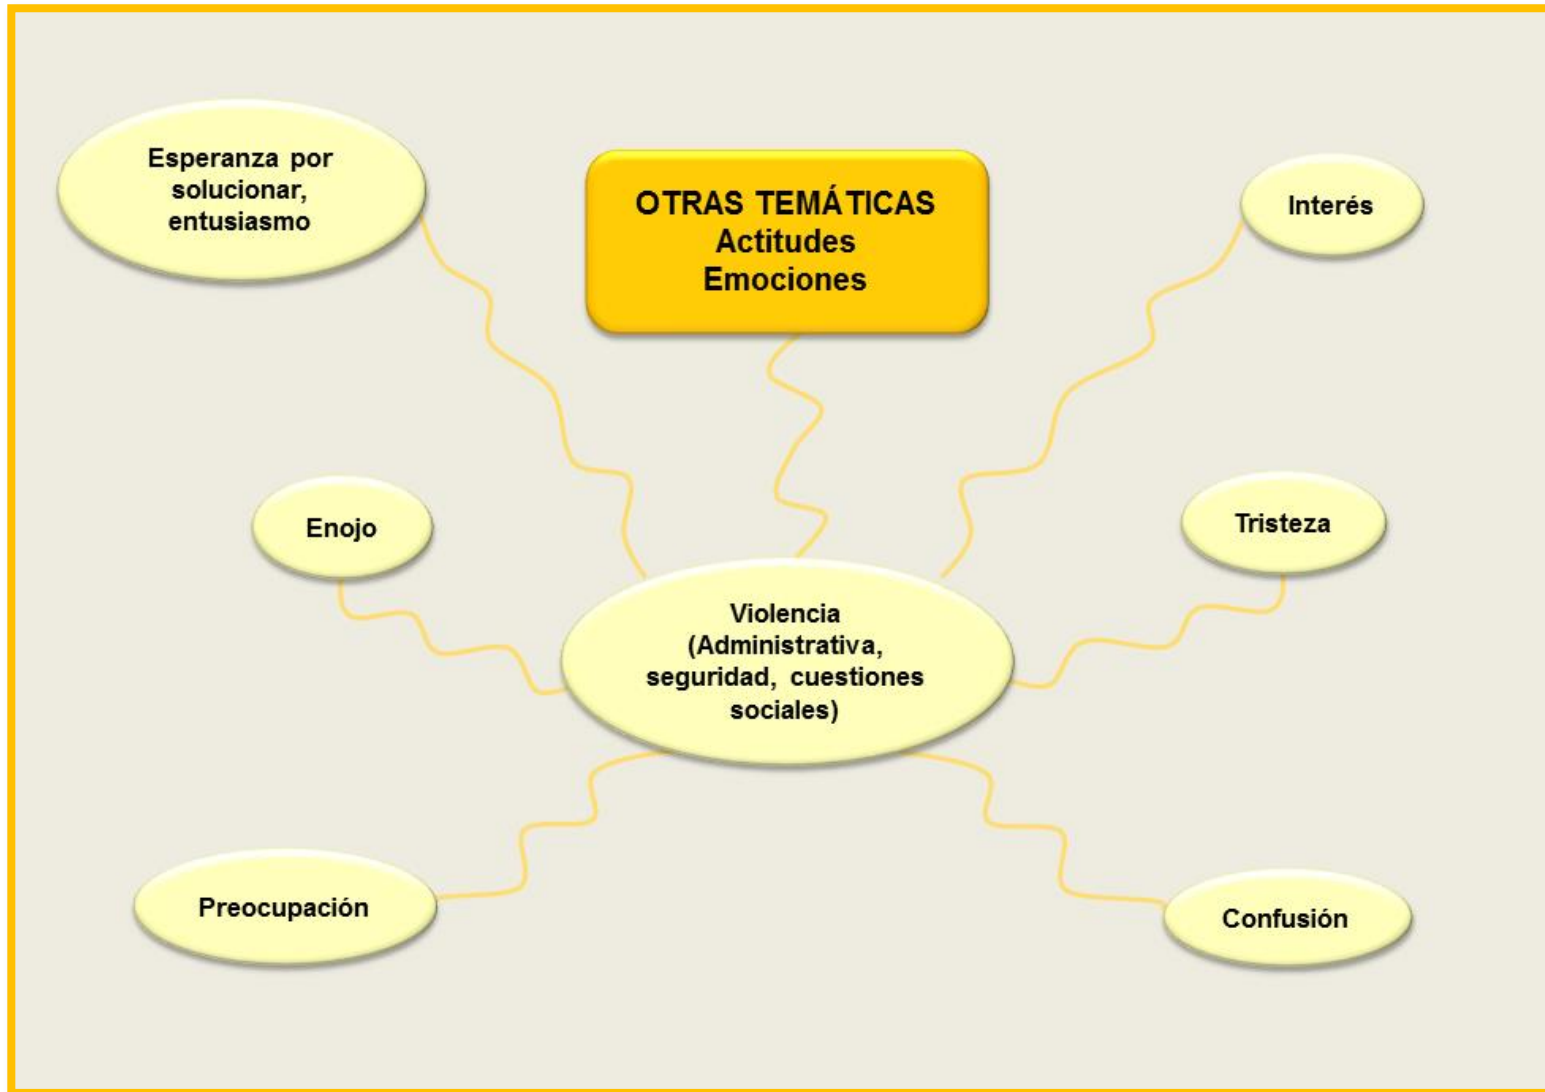 Esperanza por
solucionar,
entusiasmo
OTRAS TEMÁTICAS
Actitudes
Emociones
Interés
Enojo
Tristeza
Violencia
(Administrativa,
seguridad, cuestiones
sociales)
Preocupación
Confusión